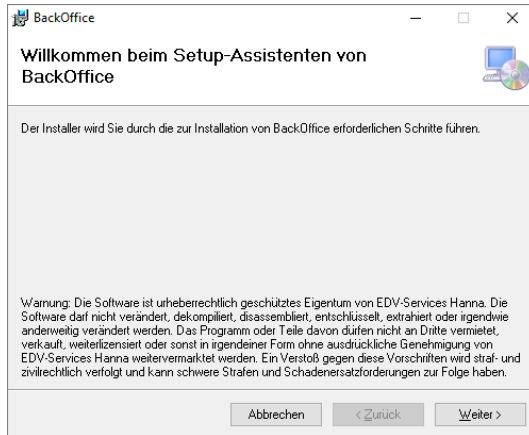 BackOffice
Willkommen beim Setup-Assistenten von
BackOffice
Der Installer wird Sie durch die zur Installation von BackOffice erforderlichen Schritte führen.
Warnung: Die Software ist urheberrechtlich geschütztes Eigentum von EDV-Services Hanna. Die
Software darf nicht verändert, dekompiliert, disassembliert, entschlüsselt, extrahiert oder irgendwie
anderweitig verändert werden. Das Programm oder Teile davon dürfen nicht an Dritte vermietet,
verkauft, weiterlizensiert oder sonst in irgendeiner Form ohne ausdrückliche Genehmigung von
EDV-Services Hanna weitervermarktet werden. Ein Verstoß gegen diese Vorschriften wird straf- und
zivilrechtlich verfolgt und kann schwere Strafen und Schadenersatzforderungen zur Folge haben.
Abbrechen < Zurück Weiter >